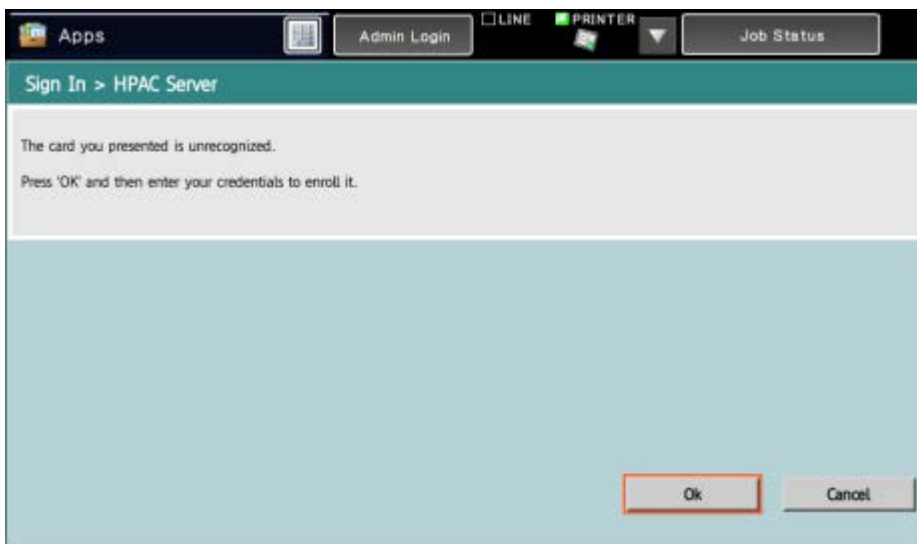 Apps
Admin Login
LINE
PRINTER
Job Status
Sign In > HPAC Server
The card you presented is unrecognized.
Press 'OK' and then enter your credentials to enroll it.
Ok
Cancel